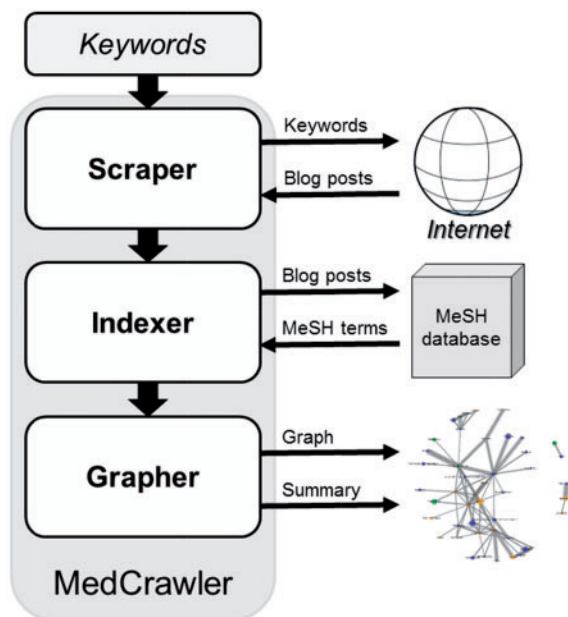 Keywords
Scraper
Keywords
Blog posts
Internet
Indexer
Blog posts
MeSH terms
MeSH
database
Grapher
Graph
Summary
MedCrawler